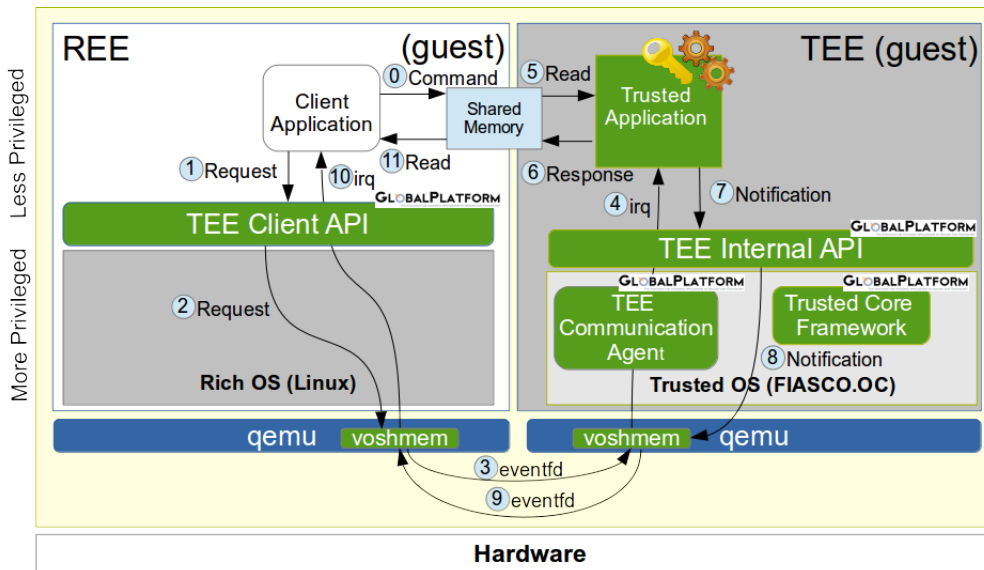 REE
(guest)
TEE (guest)
Less Privileged
More Privileged
0 Command
5 Read
Client
Application
Shared
Memory
Trusted
Application
11 Read
6 Response
1 Request
10 irq
4 irq
7 Notification
GLOBALPLATFORM
TEE Client API
GLOBALPLATFORM
TEE Internal API
GLOBALPLATFORM
GLOBALPLATFORM
2 Request
TEE
Communication
Agent
Trusted Core
Framework
8 Notification
Rich OS (Linux)
Trusted OS (FIASCO.OC)
qemu
voshmem
voshmem
qemu
3 eventfd
9 eventfd
Hardware